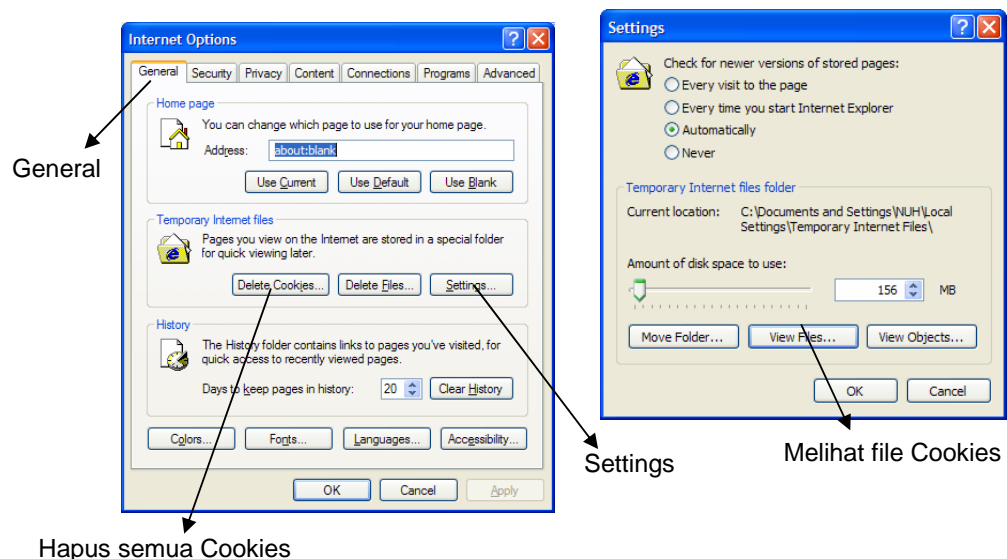 Internet Options
General Security Privacy Content Connections Programs Advanced
Home page
You can change which page to use for your home page.
Address: about:blank
Use Current Use Default Use Blank
Temporary Internet files
Pages you view on the Internet are stored in a special folder
for quick viewing later.
Delete Cookies... Delete Files... Settings...
History
The History folder contains links to pages you've visited, for
quick access to recently viewed pages.
Days to keep pages in history: 20 Clear History
Colors... Fonts... Languages... Accessibility...
OK Cancel Apply
General
Hapus semua Cookies
Settings
Settings
Check for newer versions of stored pages:
Every visit to the page
Every time you start Internet Explorer
Automatically
Never
Temporary Internet files folder
Current location: C:\Documents and Settings\NUH\Local
Settings\Temporary Internet Files\
Amount of disk space to use:
156 MB
Move Folder... View Files... View Objects...
OK Cancel
Melihat file Cookies